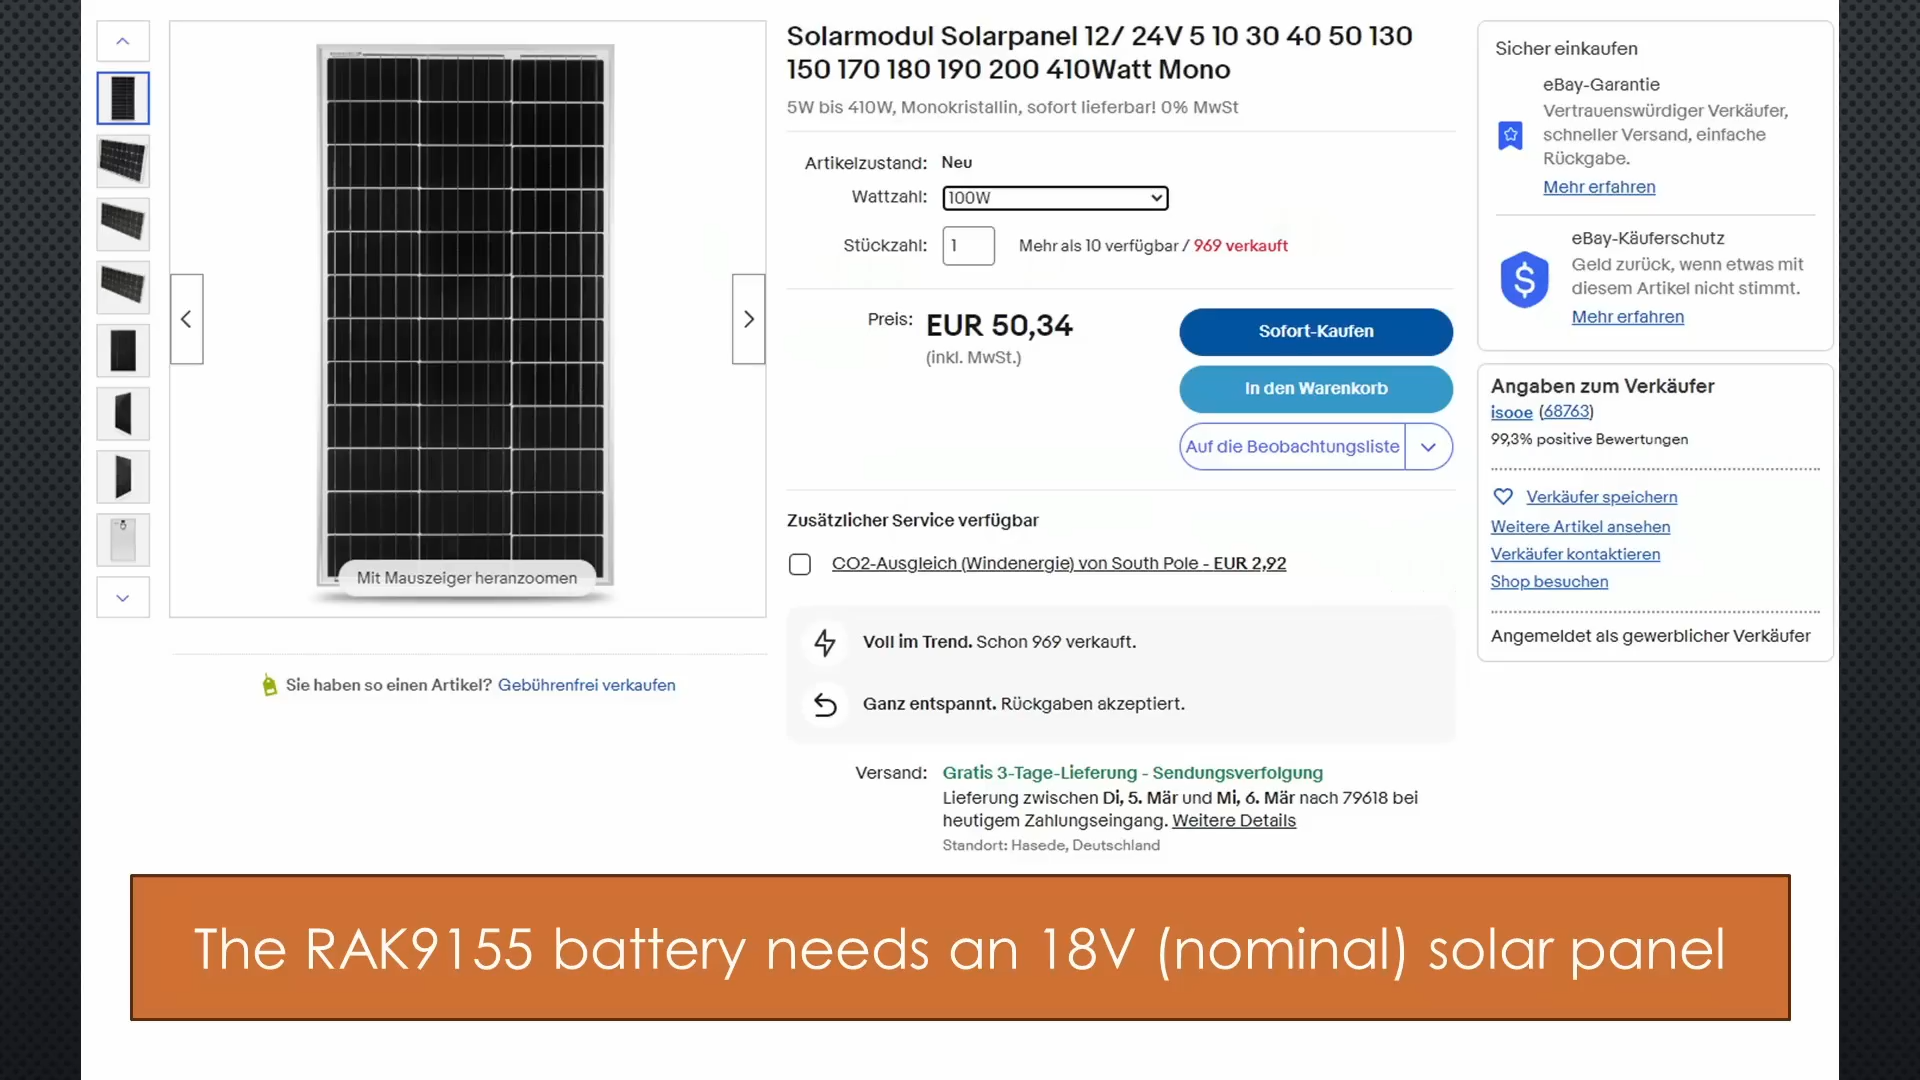 Solarmodul Solarpanel 12/ 24V 5 10 30 40 50 130
150 170 180 190 200 410Watt Mono
5W bis 410W, Monokristallin, sofort lieferbar! 0% MwSt
Artikelzustand: Neu
Wattzahl: 100W
Stückzahl: 1 Mehr als 10 verfügbar / 969 verkauft
Preis: EUR 50,34
(inkl. MwSt.)
Sofort-Kaufen
In den Warenkorb
Auf die Beobachtungsliste
Zusätzlicher Service verfügbar
CO2-Ausgleich (Windenergie) von South Pole - EUR 2,92
Voll im Trend. Schon 969 verkauft.
Ganz entspannt. Rückgaben akzeptiert.
Versand: Gratis 3-Tage-Lieferung - Sendungsverfolgung
Lieferung zwischen Di, 5. Mär und Mi, 6. Mär nach 79618 bei
heutigem Zahlungseingang. Weitere Details
Standort: Hasede, Deutschland
Mit Mauszeiger heranzoomen
Sie haben so einen Artikel? Gebührenfrei verkaufen
Sicher einkaufen
eBay-Garantie
Vertrauenswürdiger Verkäufer,
schneller Versand, einfache
Rückgabe.
Mehr erfahren
eBay-Käuferschutz
Geld zurück, wenn etwas mit
diesem Artikel nicht stimmt.
Mehr erfahren
Angaben zum Verkäufer
isooe (68763)
99,3% positive Bewertungen
Verkäufer speichern
Weitere Artikel ansehen
Verkäufer kontaktieren
Shop besuchen
Angemeldet als gewerblicher Verkäufer
The RAK9155 battery needs an 18V (nominal) solar panel